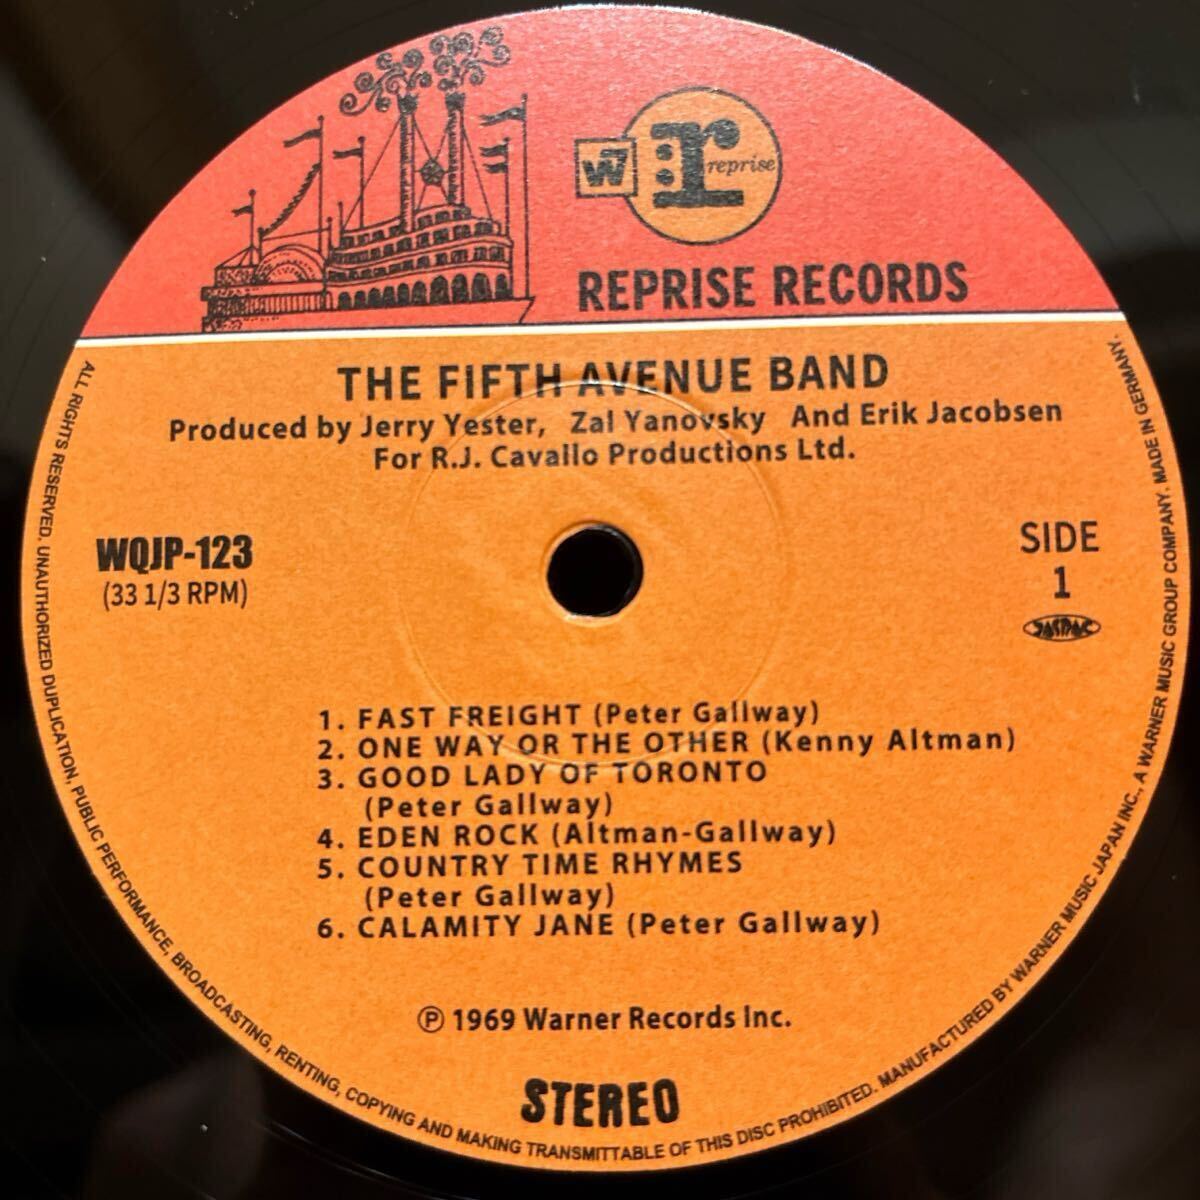 W7
r reprise
REPRISE RECORDS
THE FIFTH AVENUE BAND
Produced by Jerry Yester, Zal Yanovsky And Erik Jacobsen
For R.J. Cavallo Productions Ltd.
WQJP-123
(33 1/3 RPM)
SIDE
1
JASRAC
1. FAST FREIGHT (Peter Gallway)
2. ONE WAY OR THE OTHER (Kenny Altman)
3. GOOD LADY OF TORONTO
(Peter Gallway)
4. EDEN ROCK (Altman-Gallway)
5. COUNTRY TIME RHYMES
(Peter Gallway)
6. CALAMITY JANE (Peter Gallway)
℗ 1969 Warner Records Inc.
STEREO
ALL RIGHTS RESERVED. UNAUTHORIZED DUPLICATION, PUBLIC PERFORMANCE, BROADCASTING, RENTING, COPYING AND MAKING TRANSMITTABLE OF THIS DISC PROHIBITED. MANUFACTURED BY WARNER MUSIC JAPAN INC., A WARNER MUSIC GROUP COMPANY. MADE IN GERMANY.